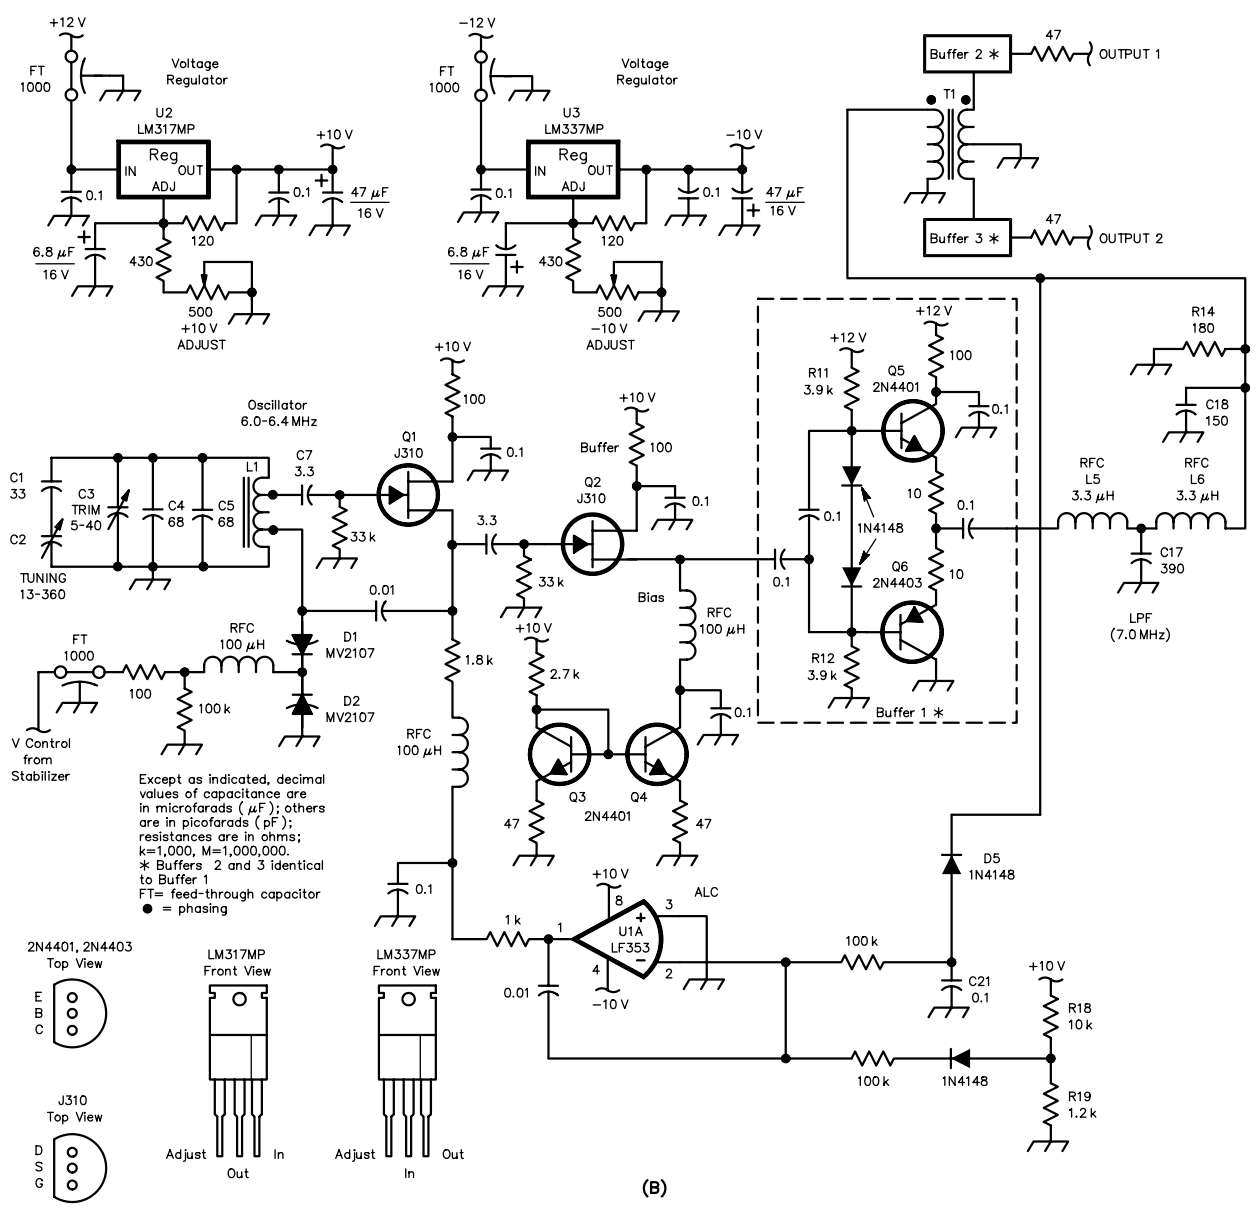 +12 V
FT
1000
Voltage
Regulator
U2
LM317MP
Reg
IN
OUT
ADJ
+10 V
0.1
0.1
+
47 µF
16 V
+
6.8 µF
16 V
120
430
500
+10 V
ADJUST
−12 V
FT
1000
Voltage
Regulator
U3
LM337MP
Reg
IN
OUT
ADJ
−10 V
0.1
0.1
+
47 µF
16 V
6.8 µF
16 V
+
120
430
500
−10 V
ADJUST
Buffer 2 *
47
OUTPUT 1
T1
Buffer 3 *
47
OUTPUT 2
Oscillator
6.0-6.4 MHz
C1
33
C2
TUNING
13-360
C3
TRIM
5-40
C4
68
C5
68
L1
C7
3.3
33 k
Q1
J310
+10 V
100
0.1
0.01
3.3
33 k
Buffer
Q2
J310
+10 V
100
0.1
FT
1000
100
100 k
RFC
100 µH
D1
MV2107
D2
MV2107
V Control
from
Stabilizer
1.8 k
RFC
100 µH
0.1
+10 V
2.7 k
Bias
RFC
100 µH
0.1
Q3
Q4
2N4401
47
47
0.1
0.1
+12 V
R11
3.9 k
1N4148
R12
3.9 k
+12 V
100
0.1
Q5
2N4401
10
0.1
Q6
2N4403
10
Buffer 1 *
RFC
L5
3.3 µH
RFC
L6
3.3 µH
C17
390
LPF
(7.0 MHz)
R14
180
C18
150
Except as indicated, decimal
values of capacitance are
in microfarads ( µF); others
are in picofarads ( pF);
resistances are in ohms;
k=1,000, M=1,000,000.
* Buffers 2 and 3 identical
to Buffer 1
FT= feed-through capacitor
● = phasing
ALC
+10 V
8
U1A
LF353
+
−
3
2
1
4
−10 V
1 k
0.01
100 k
D5
1N4148
C21
0.1
100 k
1N4148
+10 V
R18
10 k
R19
1.2 k
2N4401, 2N4403
Top View
E
B
C
J310
Top View
D
S
G
LM317MP
Front View
Adjust
Out
In
LM337MP
Front View
Adjust
In
Out
(B)